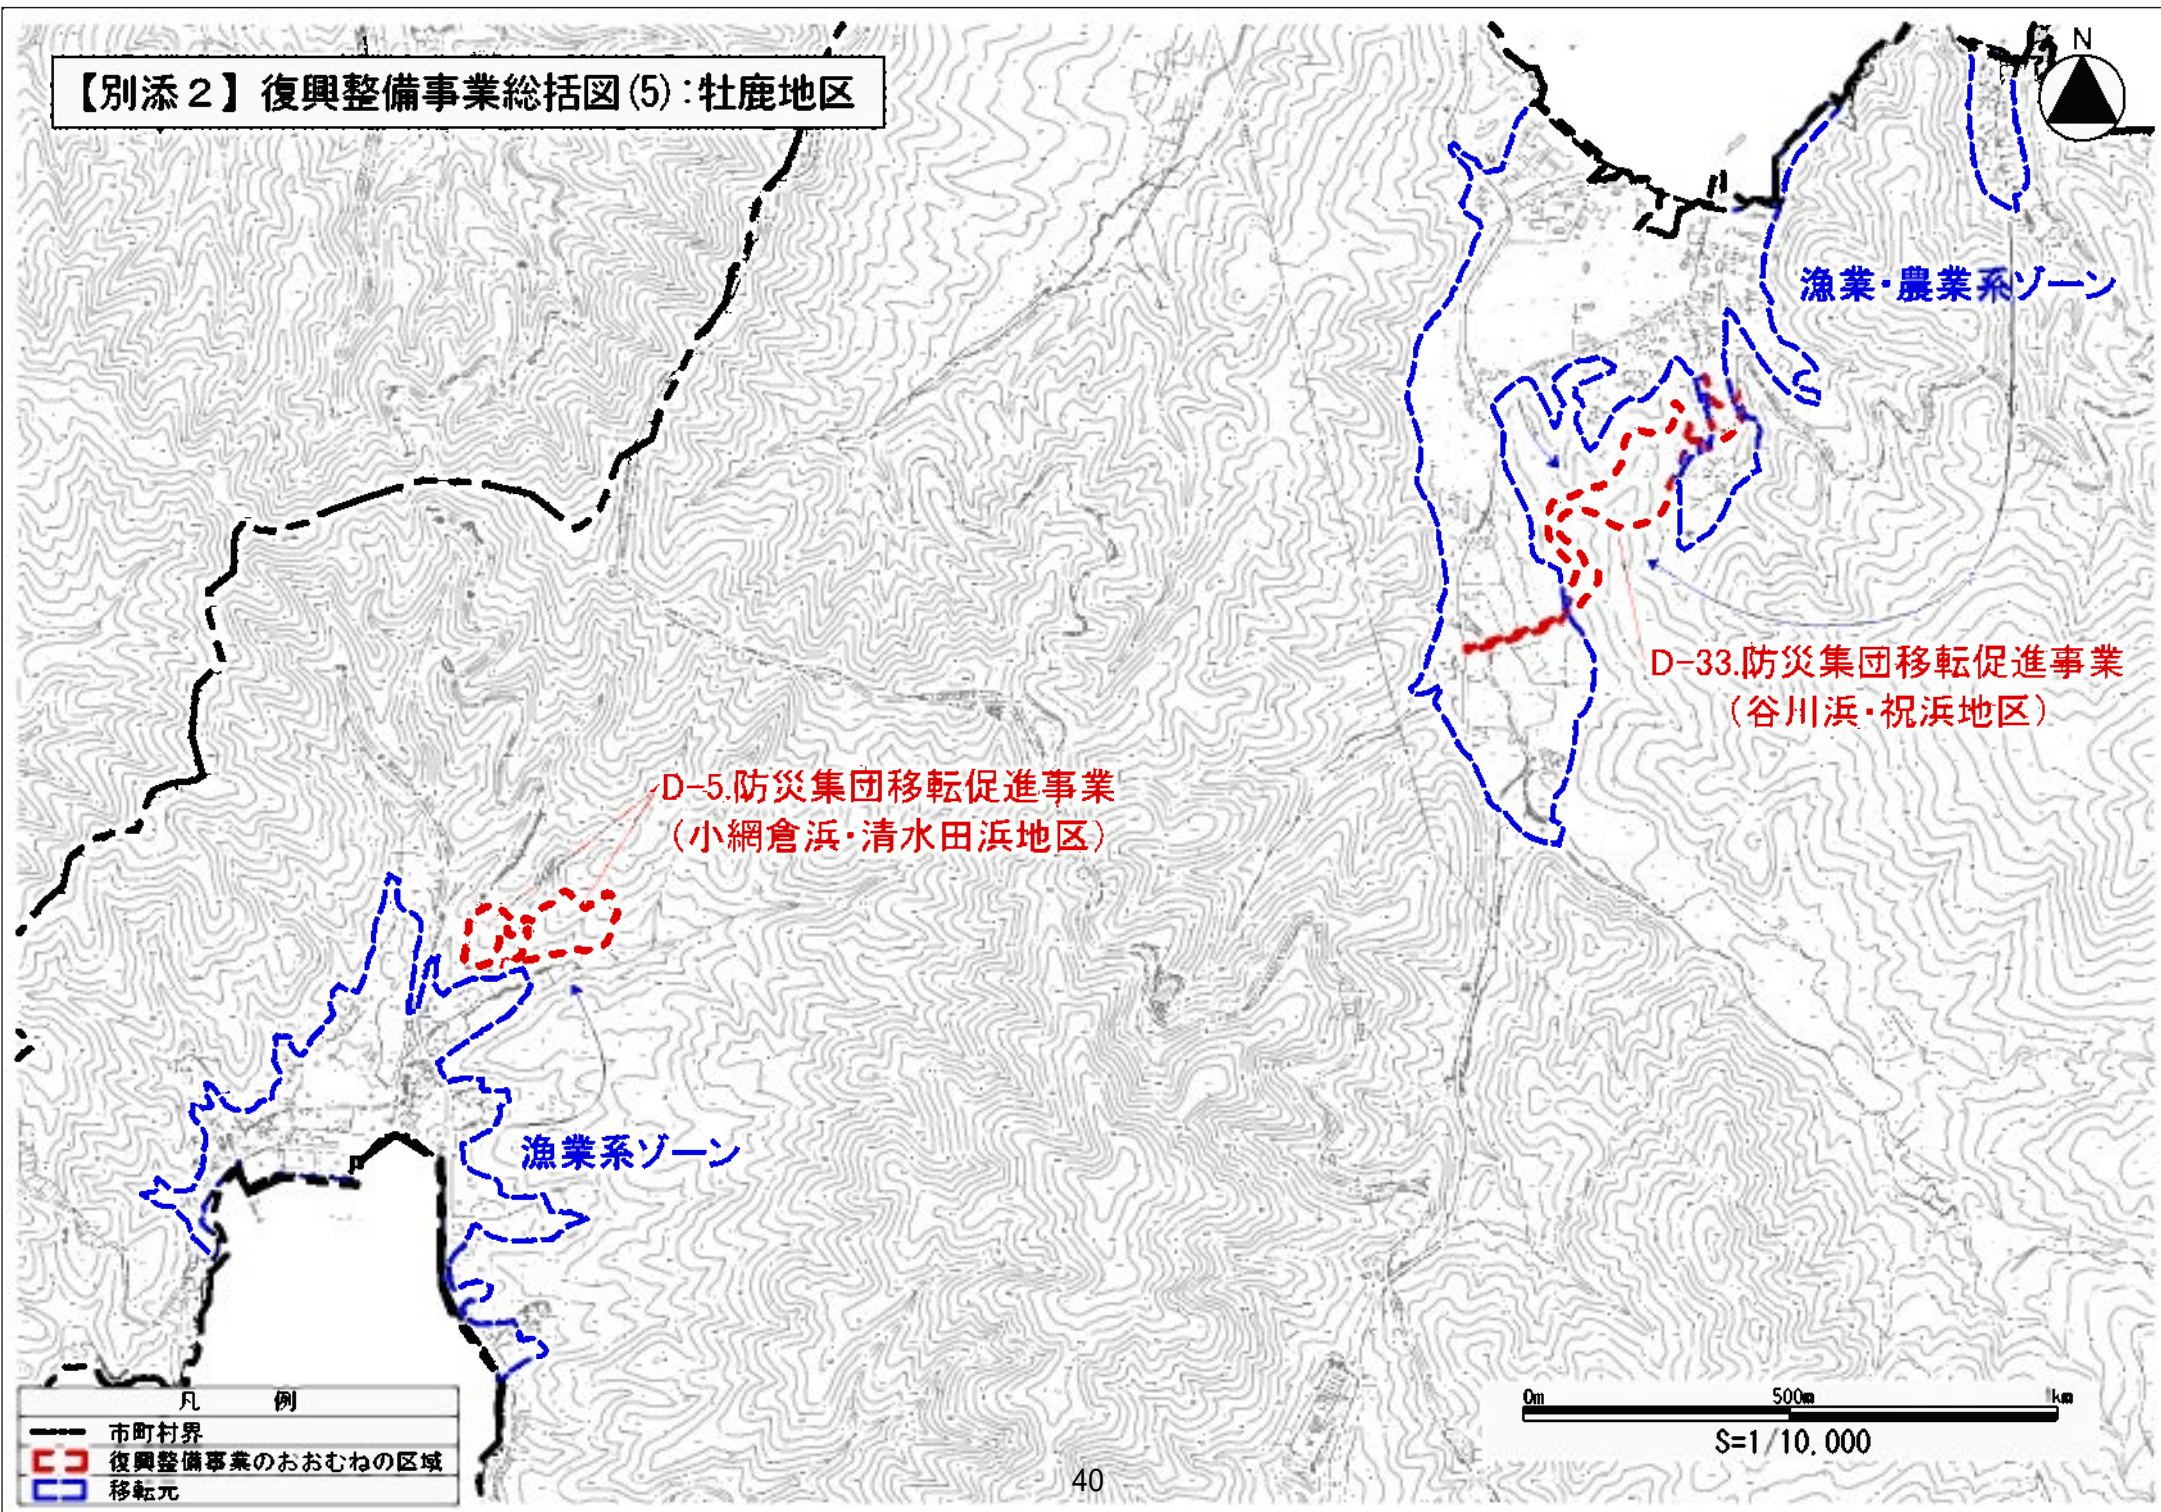 【別添２】復興整備事業総括図(5):牡鹿地区
N
漁業・農業系ゾーン
D-33.防災集団移転促進事業
(谷川浜・祝浜地区)
D-5.防災集団移転促進事業
(小網倉浜・清水田浜地区)
漁業系ゾーン
凡 例
市町村界
復興整備事業のおおむねの区域
移転元
0m 500m 1km
S=1/10,000
40